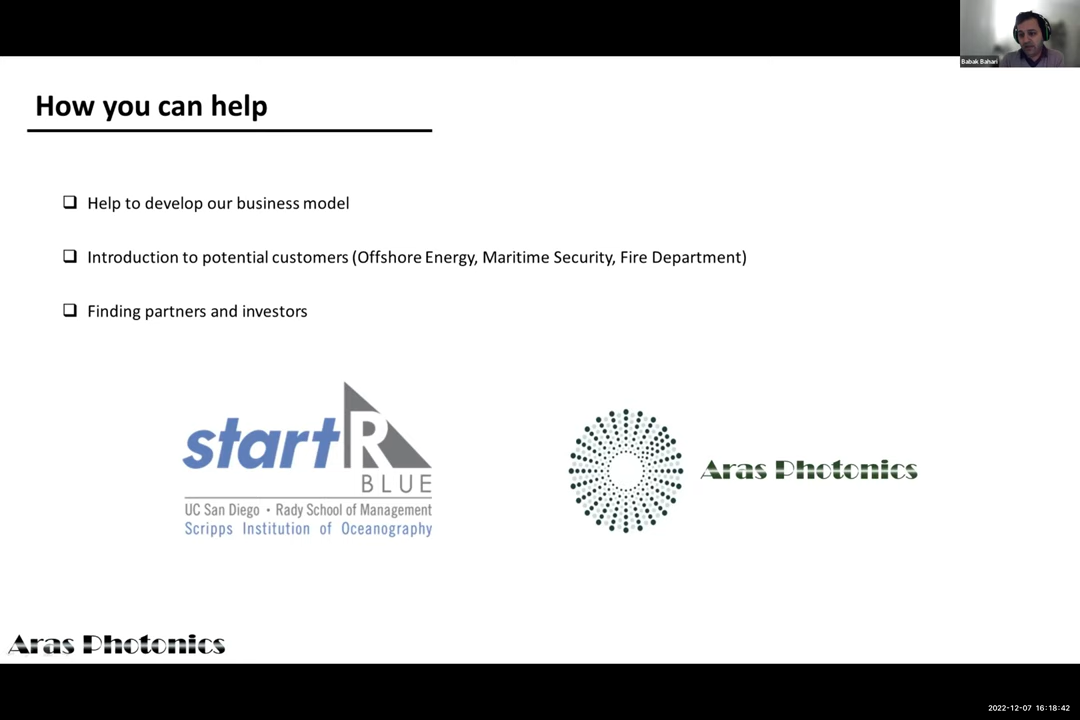 Babak Bahari
How you can help
Help to develop our business model
Introduction to potential customers (Offshore Energy, Maritime Security, Fire Department)
Finding partners and investors
startR
BLUE
UC San Diego • Rady School of Management
Scripps Institution of Oceanography
Aras Photonics
Aras Photonics
2022-12-07 16:18:42